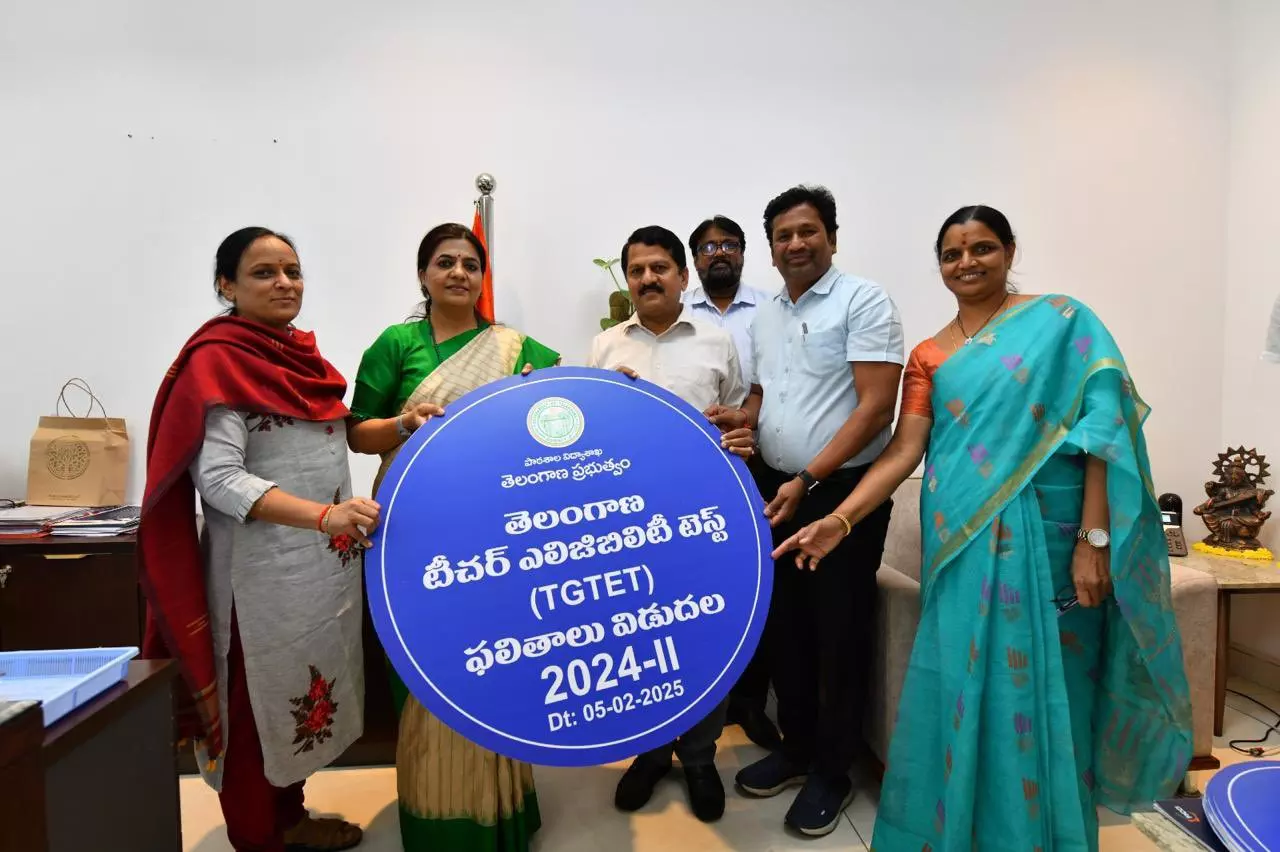 పాఠశాల విద్యాశాఖ
తెలంగాణ ప్రభుత్వం
తెలంగాణ
టీచర్ ఎలిజిబిలిటీ టెస్ట్
(TGTET)
ఫలితాలు విడుదల
2024-II
Dt: 05-02-2025